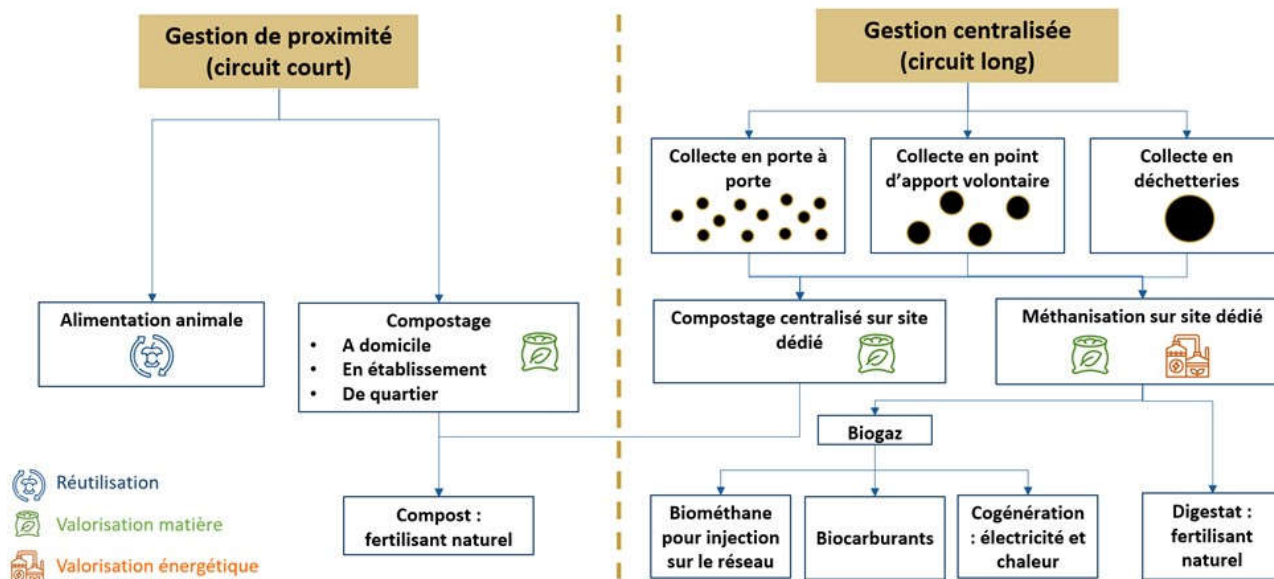 Gestion de proximité
(circuit court)
Gestion centralisée
(circuit long)
Collecte en porte à
porte
Collecte en point
d'apport volontaire
Collecte en
déchetteries
Alimentation animale
Compostage
• A domicile
• En établissement
• De quartier
Compostage centralisé sur site
dédié
Méthanisation sur site dédié
Biogaz
Compost :
fertilisant naturel
Biométhane
pour injection
sur le réseau
Biocarburants
Cogénération
: électricité et
chaleur
Digestat :
fertilisant
naturel
Réutilisation
Valorisation matière
Valorisation énergétique